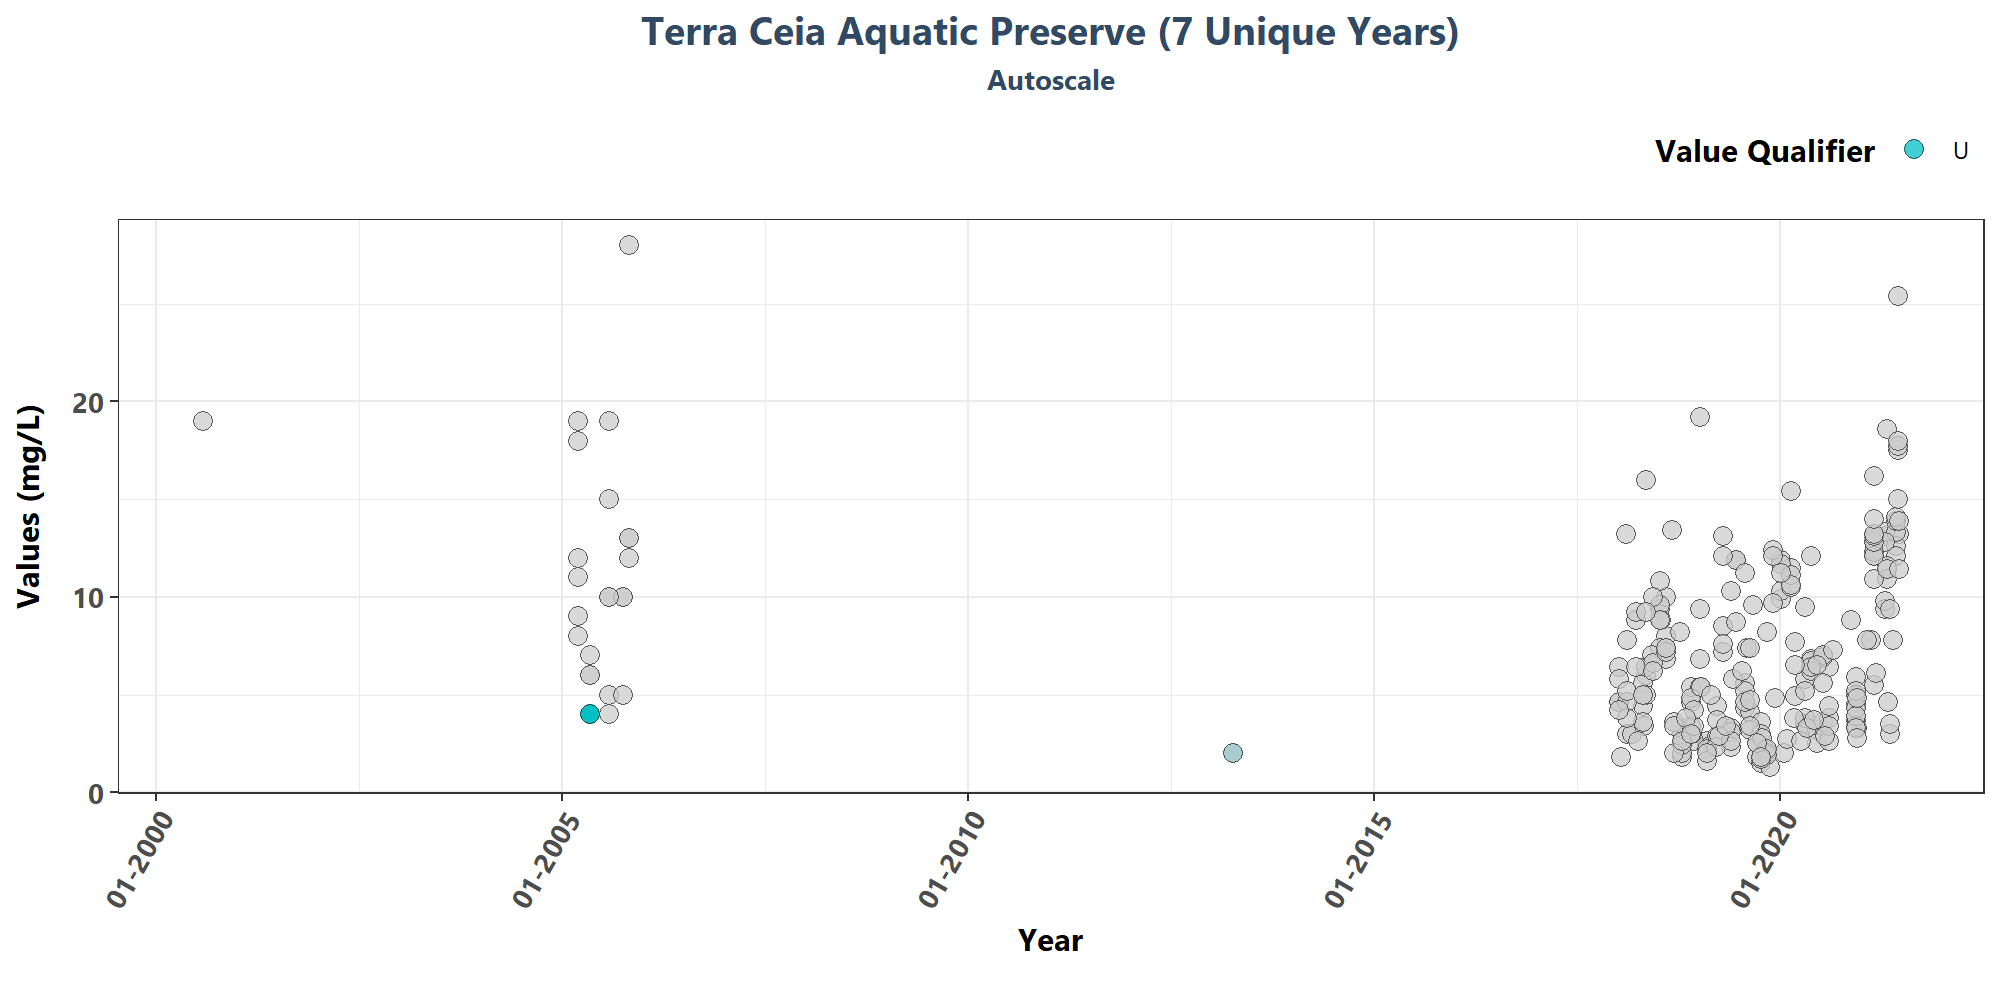 Terra Ceia Aquatic Preserve (7 Unique Years)
Autoscale
Value Qualifier U
Values (mg/L)
20
10
0
01-2000 01-2005 01-2010 01-2015 01-2020
Year